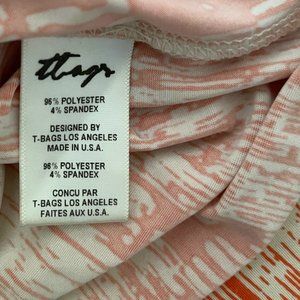 tbags
96% POLYESTER
4% SPANDEX
DESIGNED BY
T-BAGS LOS ANGELES
MADE IN U.S.A.
96% POLYESTER
4% SPANDEX
CONCU PAR
T-BAGS LOS ANGELES
FAITES AUX U.S.A.